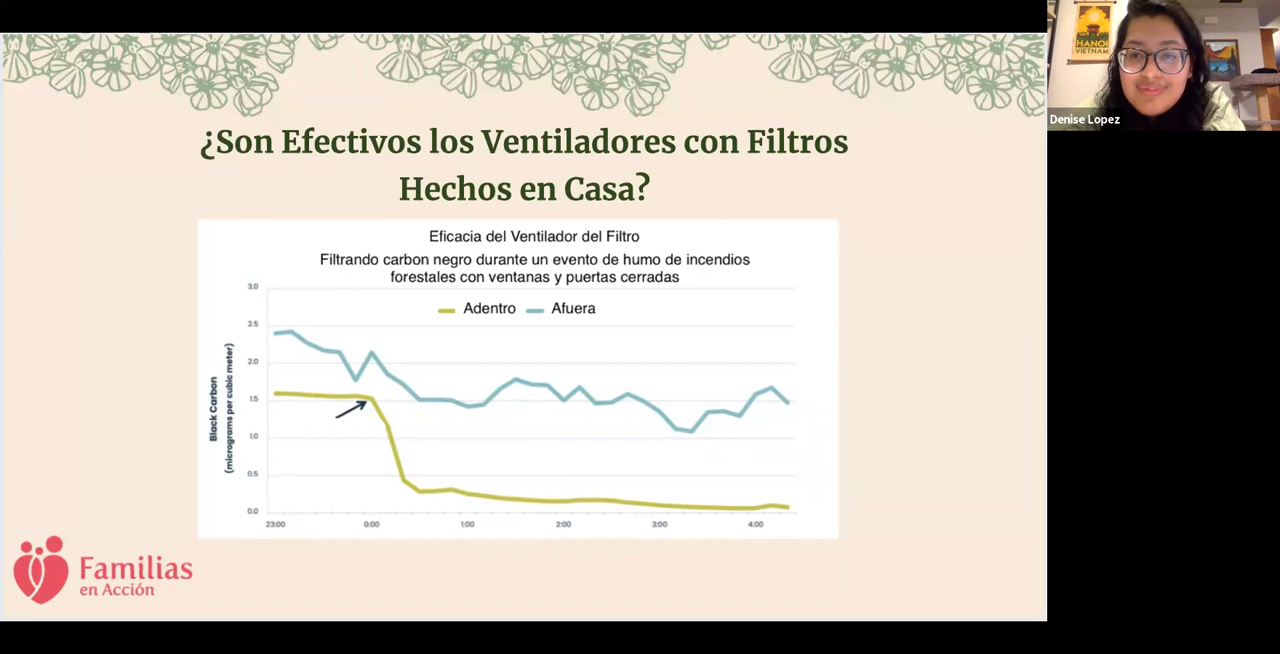 ¿Son Efectivos los Ventiladores con Filtros
Hechos en Casa?
Eficacia del Ventilador del Filtro
Filtrando carbon negro durante un evento de humo de incendios
forestales con ventanas y puertas cerradas
Adentro
Afuera
3.0
2.5
2.0
1.5
1.0
0.5
0.0
Black Carbon
(micrograms per cubic meter)
23:00
0:00
1:00
2:00
3:00
4:00
Familias
en Acción
HANOI
VIETNAM
Denise Lopez